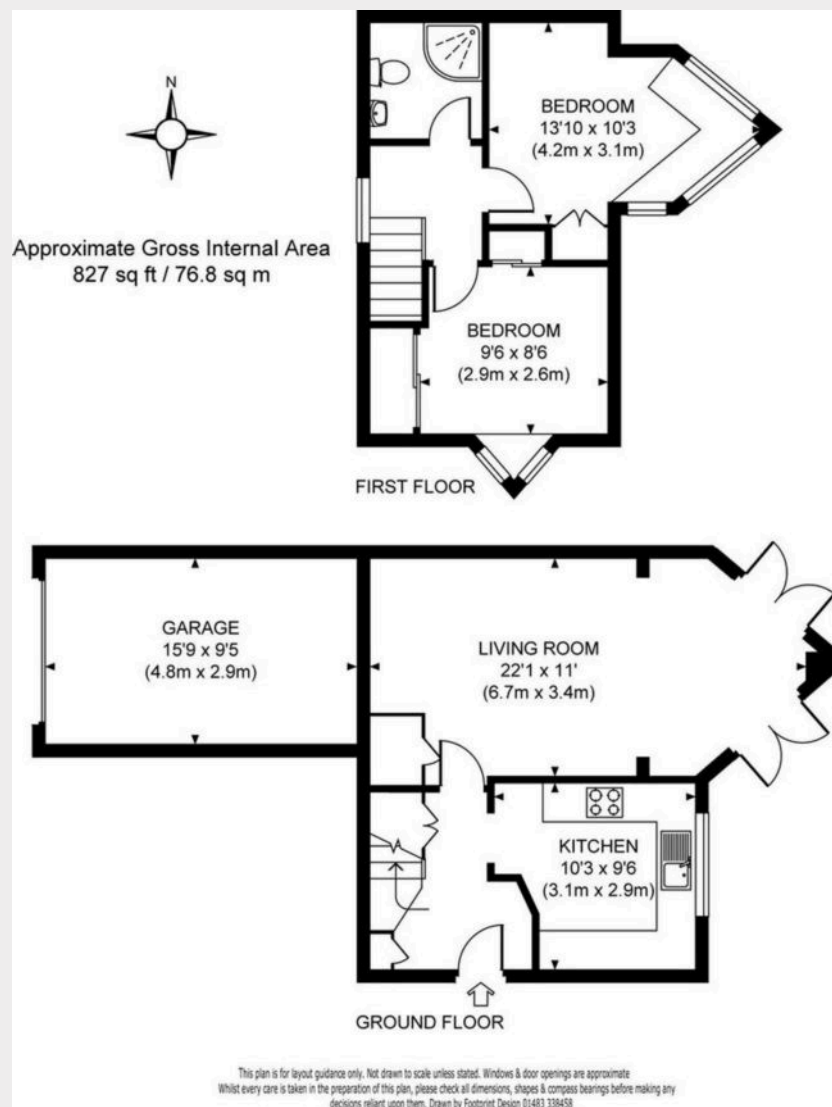 N
Approximate Gross Internal Area
827 sq ft / 76.8 sq m
BEDROOM
13'10 x 10'3
(4.2m x 3.1m)
BEDROOM
9'6 x 8'6
(2.9m x 2.6m)
FIRST FLOOR
GARAGE
15'9 x 9'5
(4.8m x 2.9m)
LIVING ROOM
22'1 x 11'
(6.7m x 3.4m)
KITCHEN
10'3 x 9'6
(3.1m x 2.9m)
GROUND FLOOR
This plan is for layout guidance only. Not drawn to scale unless stated. Windows & door openings are approximate
Whilst every care is taken in the preparation of this plan, please check all dimensions, shapes & compass bearings before making any
decisions reliant upon them. Drawn by Footprint Design 01483 338458